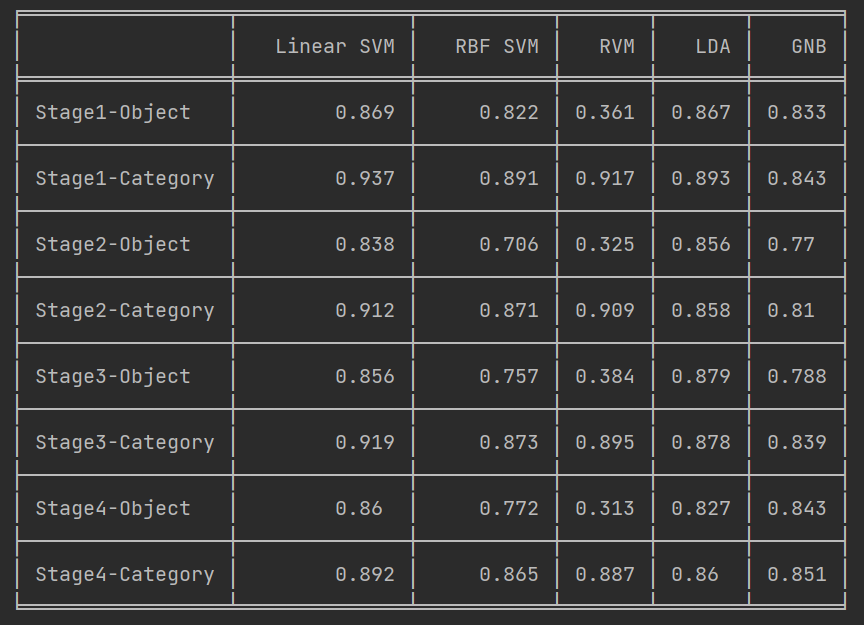 Linear SVM RBF SVM RVM LDA GNB
Stage1-Object 0.869 0.822 0.361 0.867 0.833
Stage1-Category 0.937 0.891 0.917 0.893 0.843
Stage2-Object 0.838 0.706 0.325 0.856 0.77
Stage2-Category 0.912 0.871 0.909 0.858 0.81
Stage3-Object 0.856 0.757 0.384 0.879 0.788
Stage3-Category 0.919 0.873 0.895 0.878 0.839
Stage4-Object 0.86 0.772 0.313 0.827 0.843
Stage4-Category 0.892 0.865 0.887 0.86 0.851